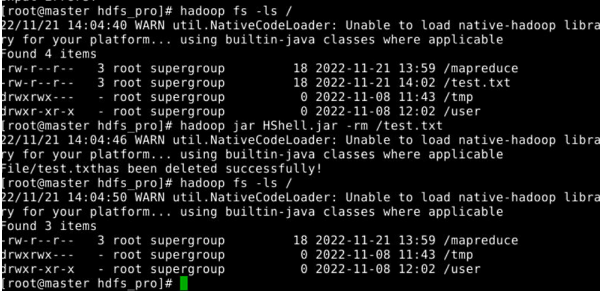 [root@master hdfs_pro]# hadoop fs -ls /
22/11/21 14:04:40 WARN util.NativeCodeLoader: Unable to load native-hadoop libra
ry for your platform... using builtin-java classes where applicable
Found 4 items
-rw-r--r--   3 root supergroup         18 2022-11-21 13:59 /mapreduce
-rw-r--r--   3 root supergroup         18 2022-11-21 14:02 /test.txt
drwxrwx---   - root supergroup          0 2022-11-08 11:43 /tmp
drwxr-xr-x   - root supergroup          0 2022-11-08 12:02 /user
[root@master hdfs_pro]# hadoop jar HShell.jar -rm /test.txt
22/11/21 14:04:46 WARN util.NativeCodeLoader: Unable to load native-hadoop libra
ry for your platform... using builtin-java classes where applicable
File/test.txthas been deleted successfully!
[root@master hdfs_pro]# hadoop fs -ls /
22/11/21 14:04:50 WARN util.NativeCodeLoader: Unable to load native-hadoop libra
ry for your platform... using builtin-java classes where applicable
Found 3 items
-rw-r--r--   3 root supergroup         18 2022-11-21 13:59 /mapreduce
drwxrwx---   - root supergroup          0 2022-11-08 11:43 /tmp
drwxr-xr-x   - root supergroup          0 2022-11-08 12:02 /user
[root@master hdfs_pro]#